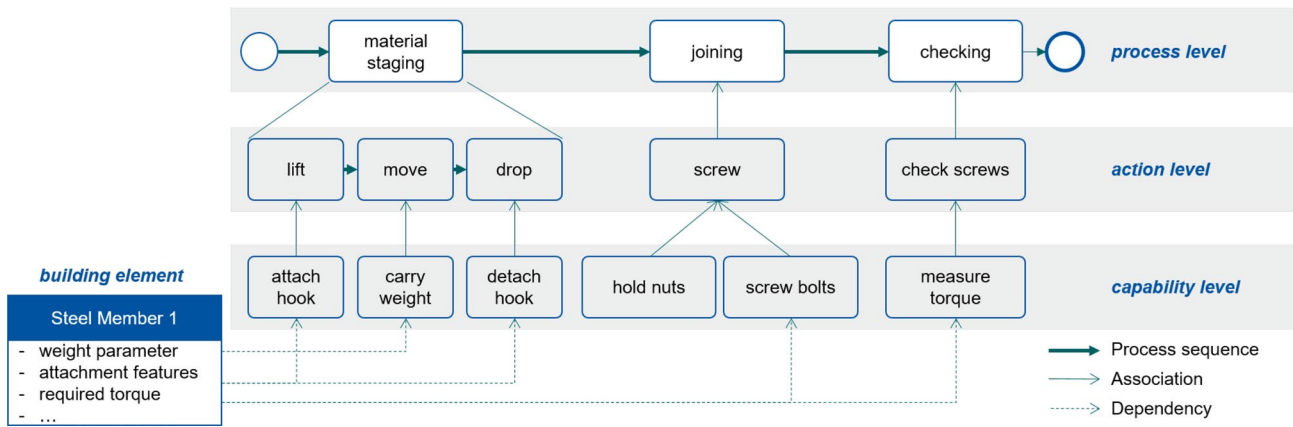 material
staging
joining
checking
process level
lift
move
drop
screw
check screws
action level
building element
attach
hook
carry
weight
detach
hook
hold nuts
screw bolts
measure
torque
capability level
Steel Member 1
- weight parameter
- attachment features
- required torque
- ...
Process sequence
Association
Dependency